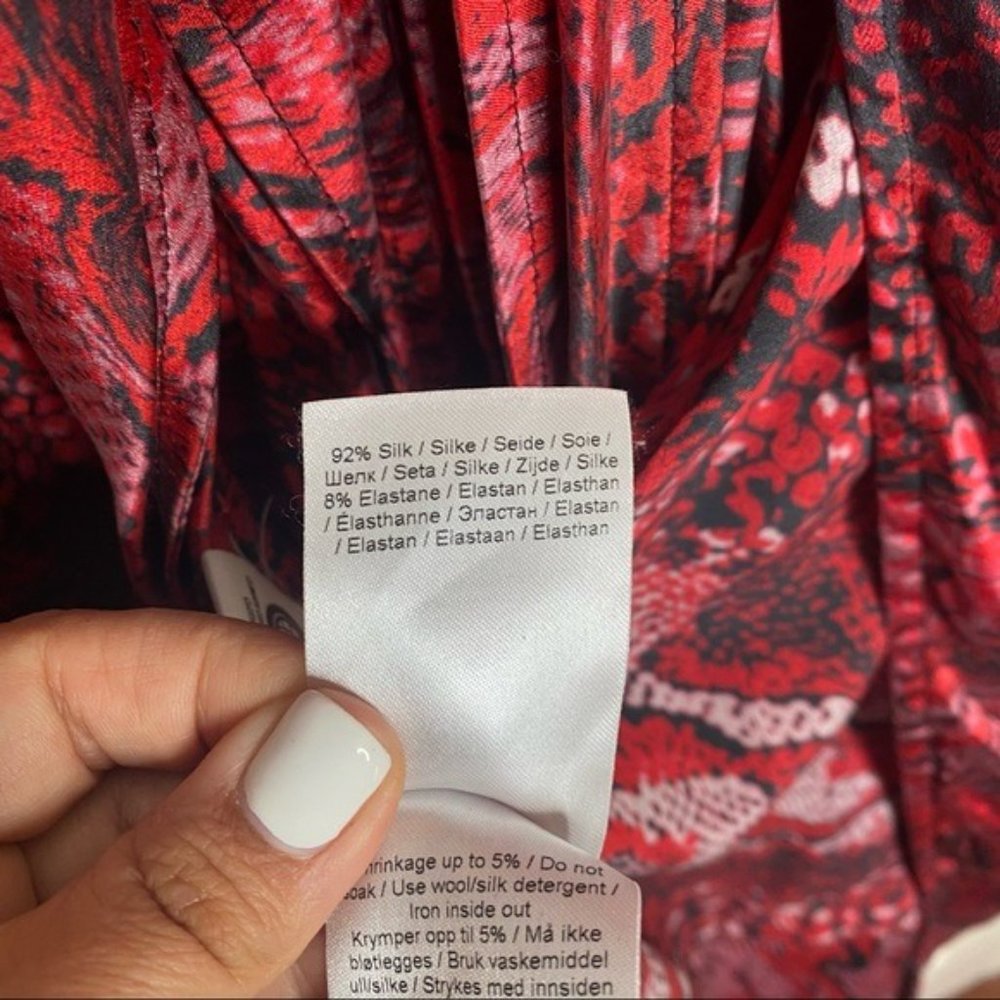 92% Silk / Silke / Seide / Soie /
Шелк / Seta / Silke / Zijde / Silke
8% Elastane / Elastan / Elasthan
/ Élasthanne / Эластан / Elastan
/ Elastan / Elastaan / Elasthan
up to 5% / Do not
/ Use wool/silk detergent /
Iron inside out
Krymper opp til 5% / Må ikke
bløtlegges / Bruk vaskemiddel
ull/silke / Strykes med innsiden